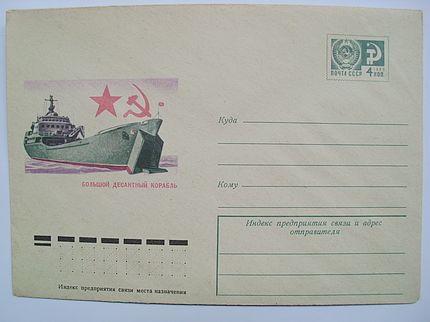 ПОЧТА СССР
4 КОП.
Куда
БОЛЬШОЙ ДЕСАНТНЫЙ КОРАБЛЬ
Кому
Индекс предприятия связи и адрес
отправителя
Индекс предприятия связи места назначения